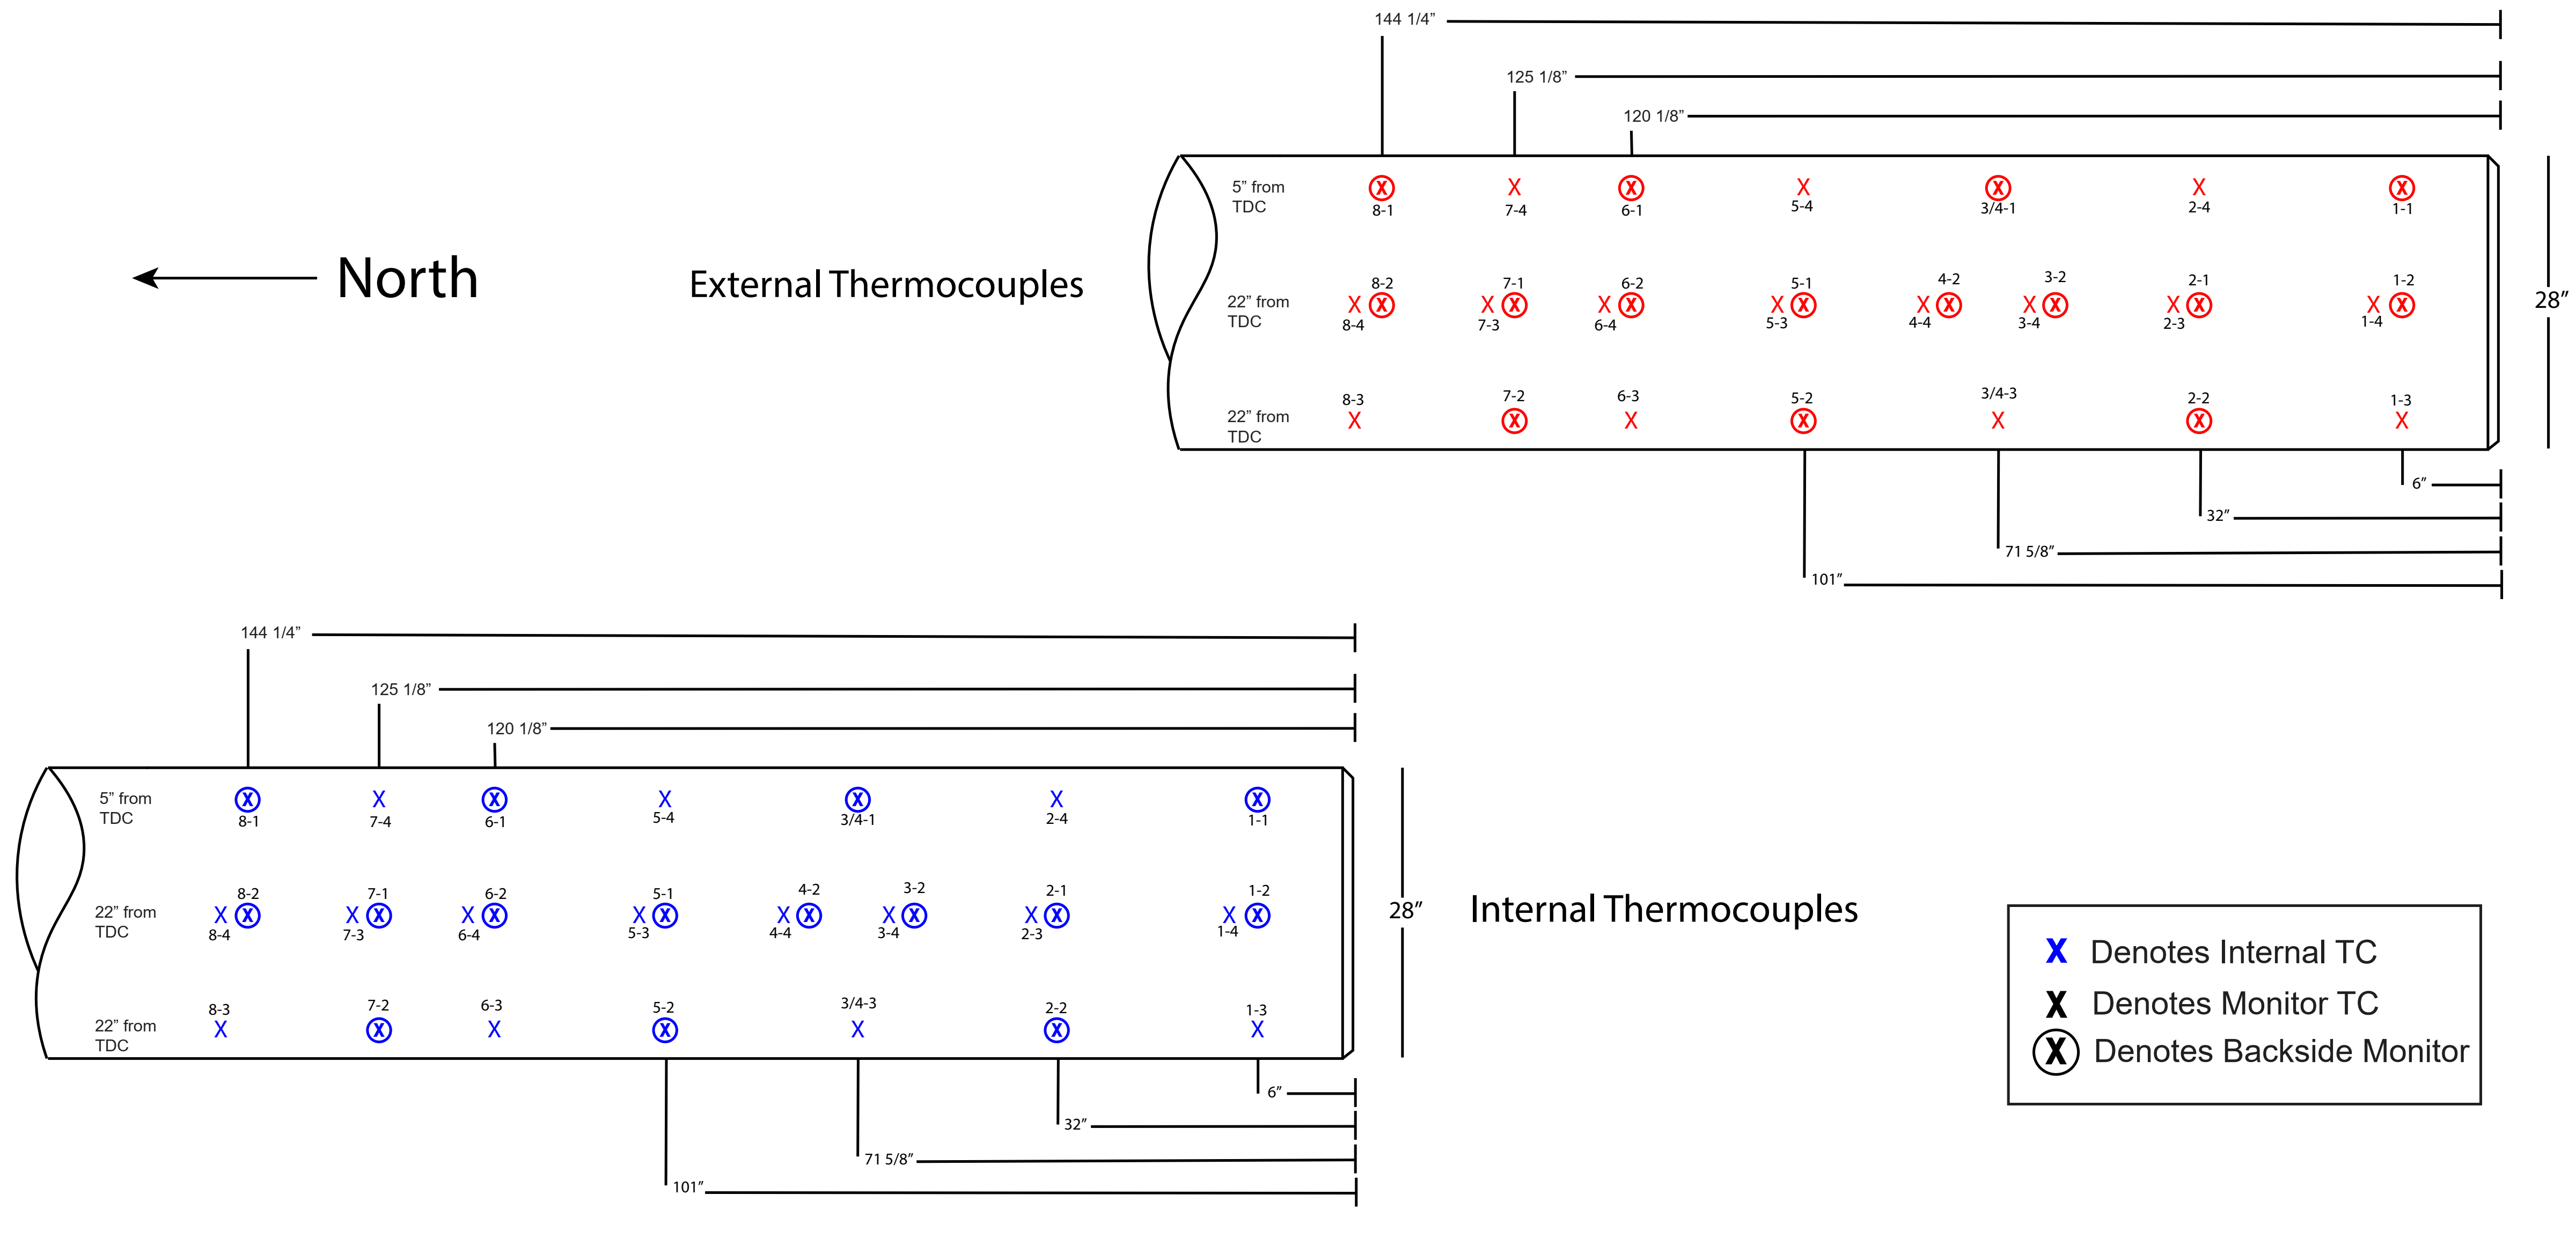 144 1/4"
125 1/8"
120 1/8"
5” from
TDC
X X X X X X X
8-1 7-4 6-1 5-4 3/4-1 2-4 1-1
North
External Thermocouples
8-2 7-1 6-2 5-1 4-2 3-2 2-1 1-2
22” from
TDC
X X X X X X X X X X X X X X X X
8-4 7-3 6-4 5-3 4-4 3-4 2-3 1-4
28”
8-3 7-2 6-3 5-2 3/4-3 2-2 1-3
22” from
TDC
X X X X X X X
6”
32”
71 5/8”
101”
144 1/4”
125 1/8”
120 1/8”
5” from
TDC
X X X X X X X
8-1 7-4 6-1 5-4 3/4-1 2-4 1-1
8-2 7-1 6-2 5-1 4-2 3-2 2-1 1-2
22” from
TDC
X X X X X X X X X X X X X X X X
8-4 7-3 6-4 5-3 4-4 3-4 2-3 1-4
28”
Internal Thermocouples
8-3 7-2 6-3 5-2 3/4-3 2-2 1-3
22” from
TDC
X X X X X X X
6”
32”
71 5/8”
101”
X Denotes Internal TC
X Denotes Monitor TC
X Denotes Backside Monitor